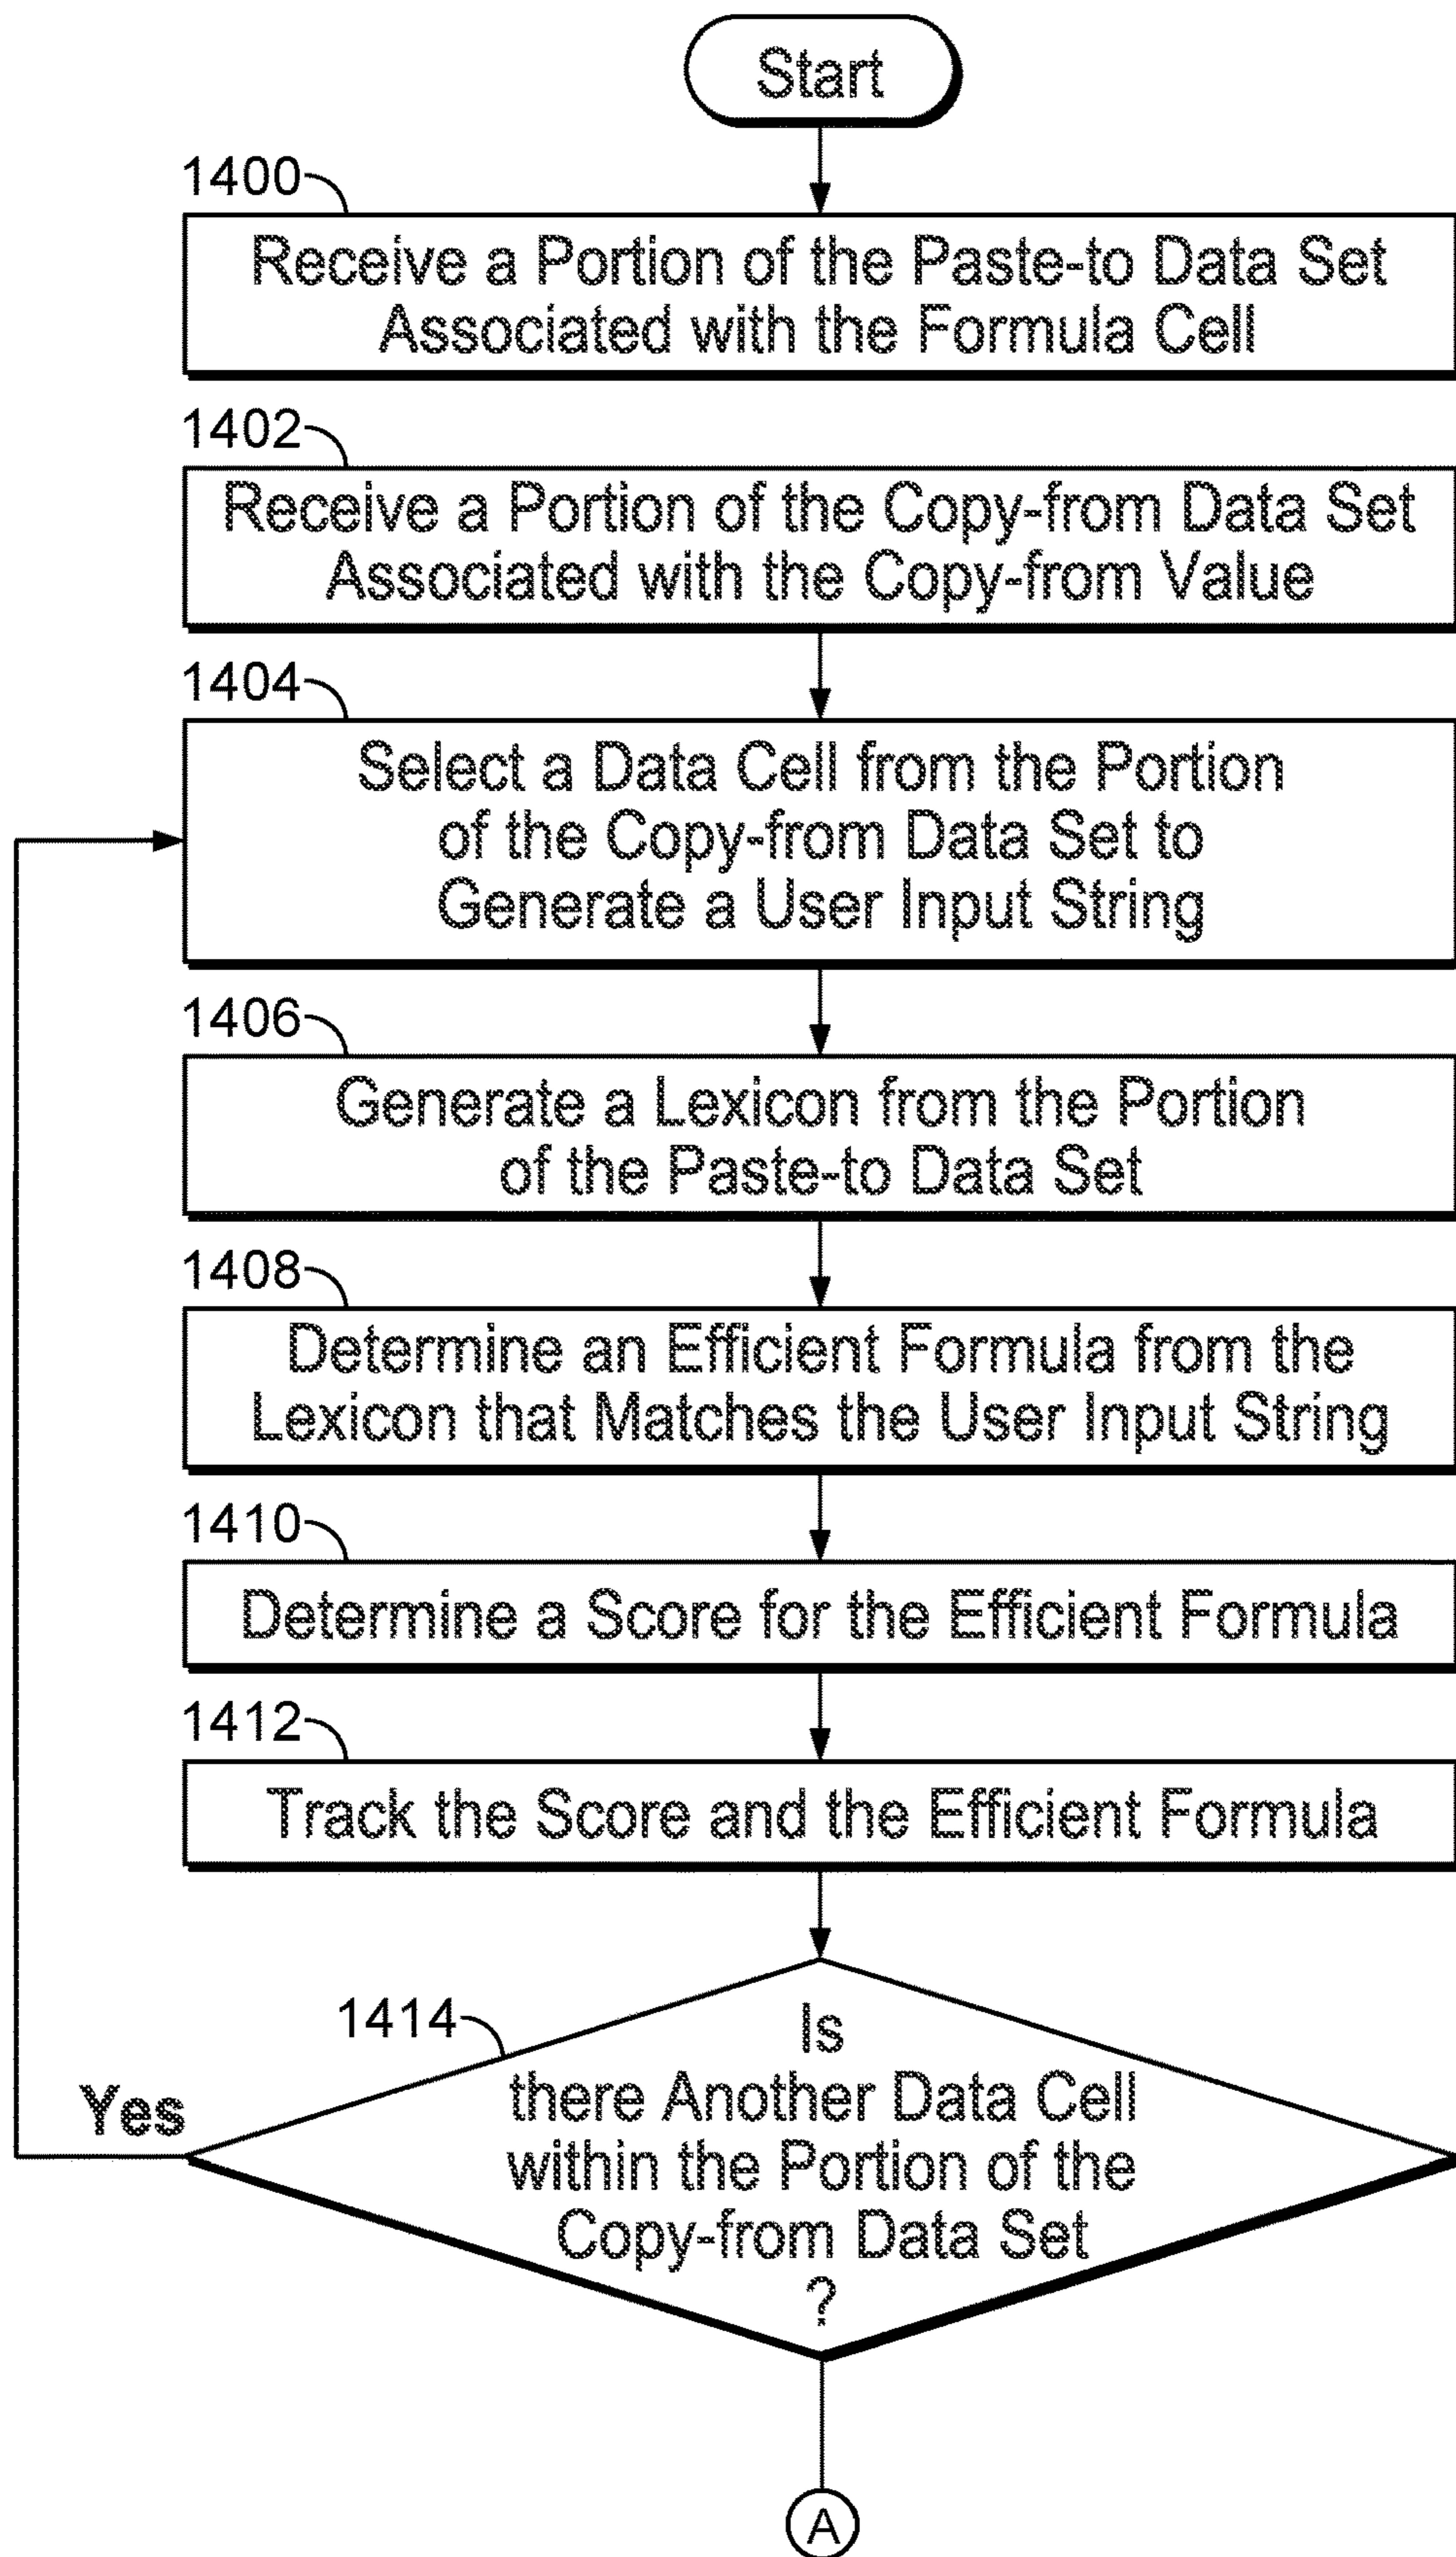 Start
1400
Receive a Portion of the Paste-to Data Set
Associated with the Formula Cell
1402
Receive a Portion of the Copy-from Data Set
Associated with the Copy-from Value
1404
Select a Data Cell from the Portion
of the Copy-from Data Set to
Generate a User Input String
1406
Generate a Lexicon from the Portion
of the Paste-to Data Set
1408
Determine an Efficient Formula from the
Lexicon that Matches the User Input String
1410
Determine a Score for the Efficient Formula
1412
Track the Score and the Efficient Formula
1414
Is
there Another Data Cell
within the Portion of the
Copy-from Data Set
?
Yes
A